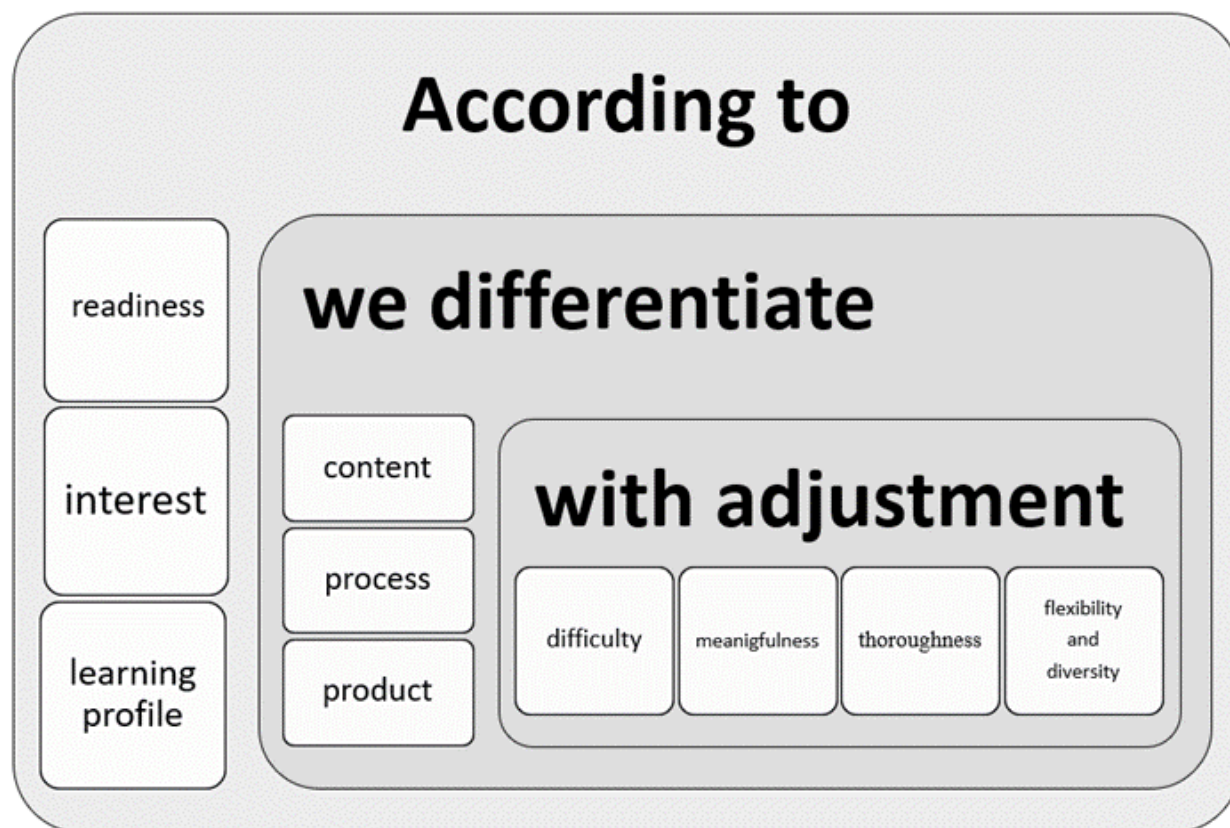 According to
readiness
interest
learning
profile
we differentiate
content
process
product
with adjustment
difficulty
meanigfulness
thoroughness
flexibility
and
diversity